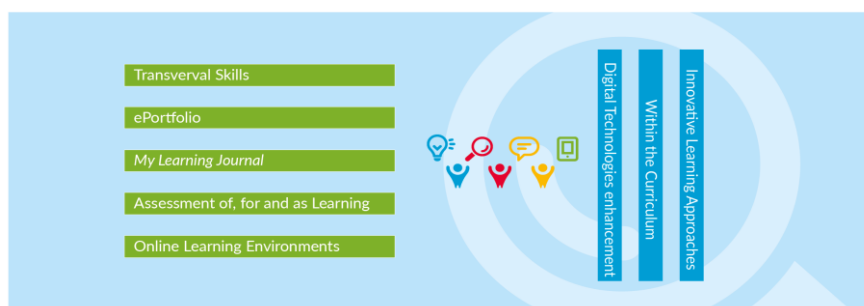 Transverval Skills
ePortfolio
My Learning Journal
Assessment of, for and as Learning
Online Learning Environments
Digital Technologies enhancement
Within the Curriculum
Innovative Learning Approaches